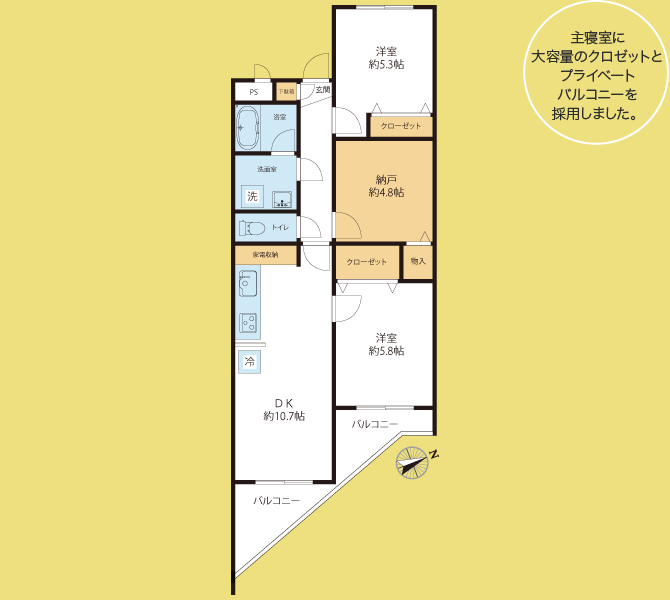 主寝室に
大容量のクロゼットと
プライベート
バルコニーを
採用しました。
洋室
約5.3帖
PS
下駄箱
玄関
浴室
クローゼット
洗面室
洗
納戸
約4.8帖
トイレ
家電収納
クローゼット
物入
洋室
約5.8帖
冷
DK
約10.7帖
バルコニー
N
バルコニー